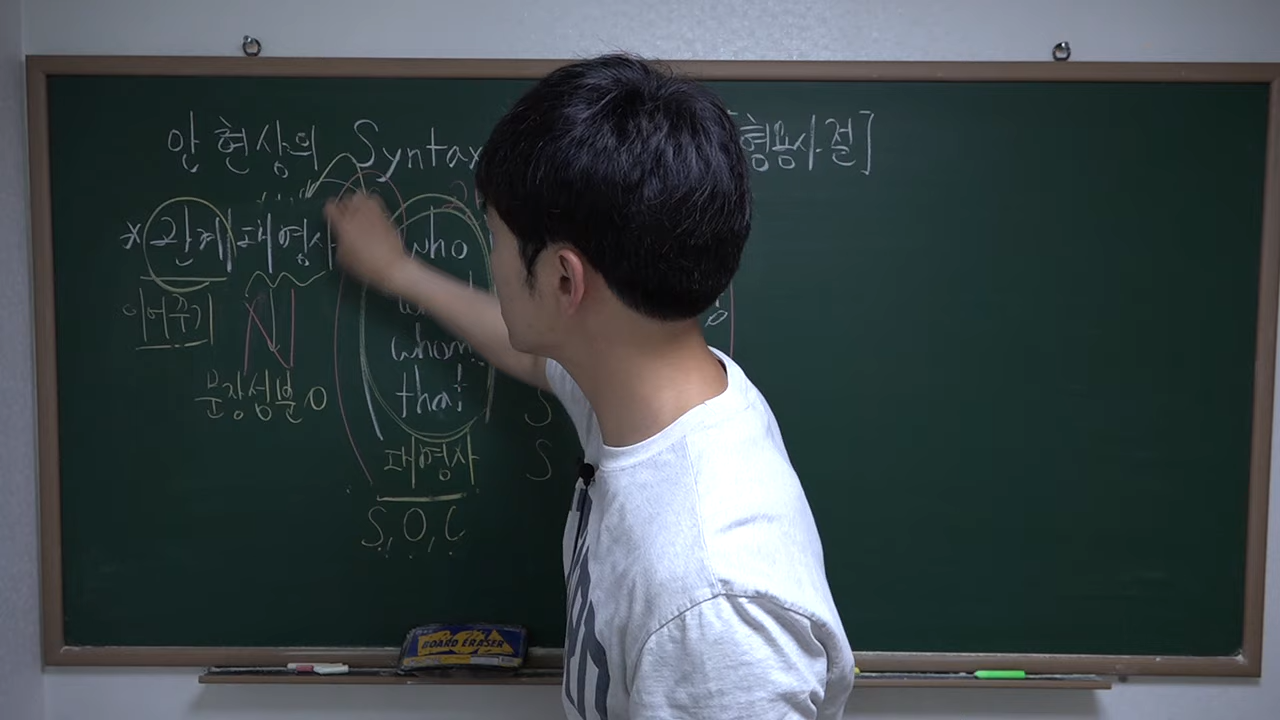 안현상의 Syntax [형용사절]
*관계대명사
who
이어주기
N
whom
문장성분 o
that
S
대명사
S
S, O, C
BOARD ERASER